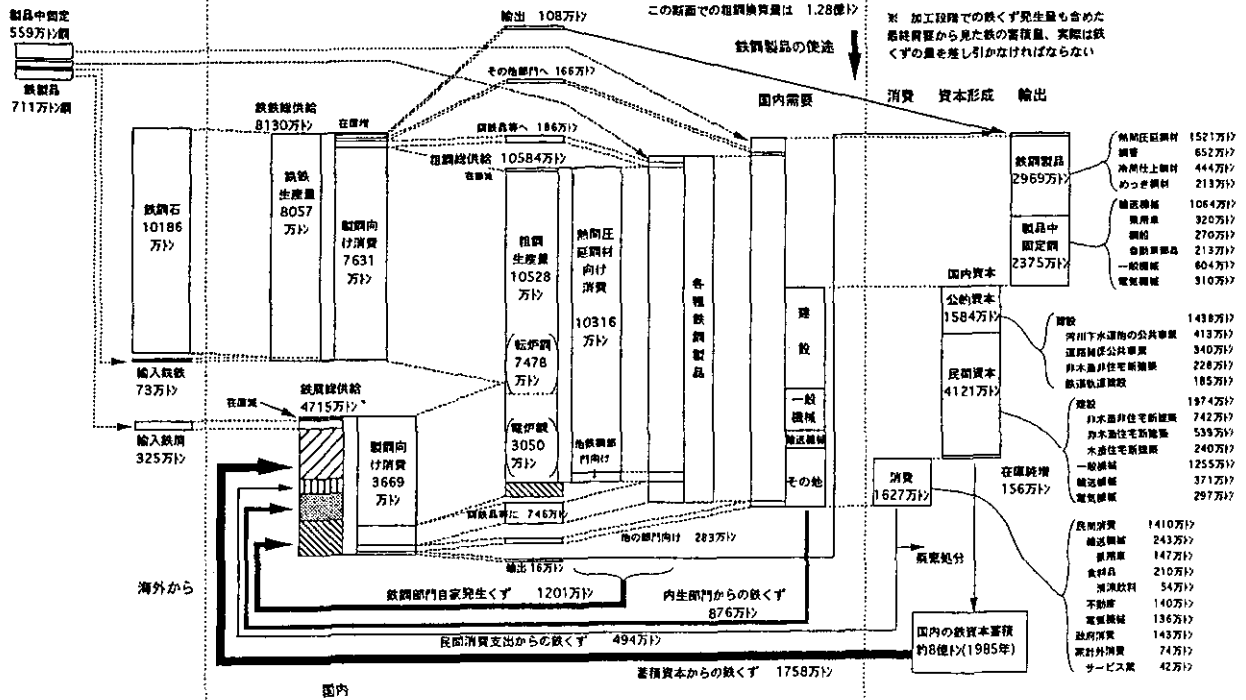 製品中固定
559万トン鋼
鉄製品
711万トン鋼
輸出 108万トン
この断面での粗鋼換算量は 1.28億トン
※ 加工段階での鉄くず発生量も含めた
最終需要から見た鉄の蓄積量、実際は鉄
くずの量を差し引かなければならない
鉄鋼製品の使途
その他部門へ 166万トン
国内需要
消費 資本形成 輸出
銑鉄総供給
8130万トン
在庫増
鋳鉄品等へ 186万トン
粗鋼総供給 10584万トン
在庫減
鉄鉱石
10186
万トン
銑鉄
生産量
8057
万トン
製鋼向
け消費
7631
万トン
粗鋼
生産量
10528
万トン
熱間圧
延鋼材
向け
消費
10316
万トン
転炉鋼
7478
万トン
電炉鋼
3050
万トン
他鉄鋼部
門向け
各種鉄鋼製品
建設
一般
機械
輸送機械
その他
鉄鋼製品
2969万トン
製品中
固定鋼
2375万トン
熱間圧延鋼材 1521万トン
鋼管 652万トン
冷間仕上鋼材 444万トン
めっき鋼材 213万トン
輸送機械 1064万トン
乗用車 320万トン
鋼船 270万トン
自動車部品 213万トン
一般機械 604万トン
電気機械 310万トン
国内資本
公的資本
1584万トン
民間資本
4121万トン
建設 1438万トン
河川下水道他の公共事業 413万トン
道路関係公共事業 340万トン
非木造非住宅新建築 228万トン
鉄道軌道建設 185万トン
建設 1974万トン
非木造非住宅新建築 742万トン
非木造住宅新建築 539万トン
木造住宅新建築 240万トン
一般機械 1255万トン
輸送機械 371万トン
電気機械 297万トン
輸入銑鉄
73万トン
鉄屑総供給
4715万トン
在庫減
輸入鉄屑
325万トン
製鋼向
け消費
3669
万トン
鋳鉄品等に 746万トン
他の部門向け 283万トン
輸出 16万トン
消費
1627万トン
在庫純増
156万トン
廃棄処分
民間消費 1410万トン
輸送機械 243万トン
乗用車 147万トン
食料品 210万トン
清涼飲料 54万トン
不動産 140万トン
電気機械 136万トン
政府消費 143万トン
家計外消費 74万トン
サービス業 42万トン
海外から
鉄鋼部門自家発生くず 1201万トン
内生部門からの鉄くず
876万トン
民間消費支出からの鉄くず 494万トン
国内の鉄資本蓄積
約8億トン(1985年)
蓄積資本からの鉄くず 1758万トン
国内